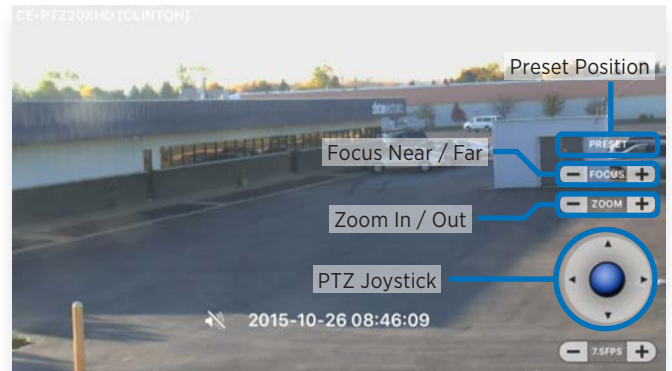 CE-PTZ20XHD [CLINTON]
Preset Position
PRESET
Focus Near / Far
− FOCUS +
− ZOOM +
Zoom In / Out
PTZ Joystick
2015-10-26 08:46:09
− 7.5FPS +